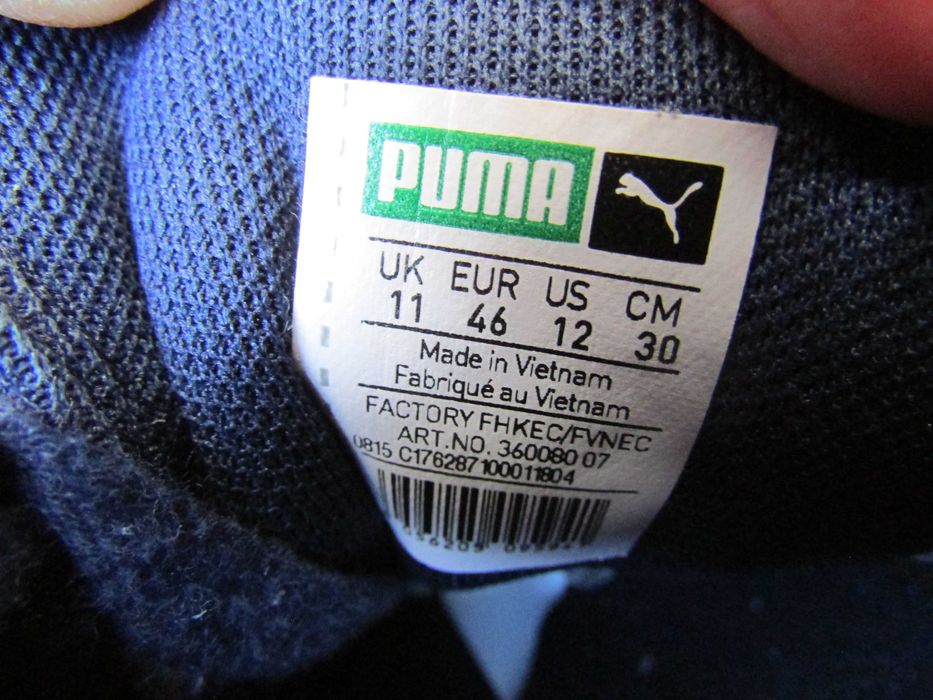 PUMA
UK EUR US CM
11 46 12 30
Made in Vietnam
Fabriqué au Vietnam
FACTORY FHKEC/FVNEC
ART.NO. 360080 07
0815 C176287100011804